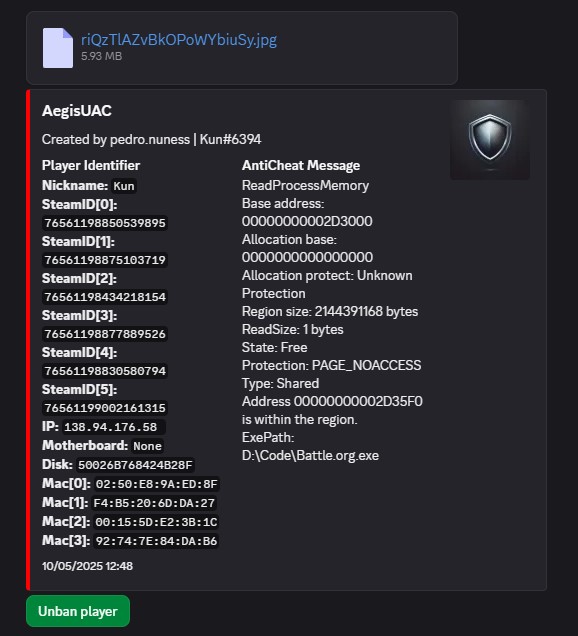 riQzTlAZvBkOPoWYbiuSy.jpg
5.93 MB
AegisUAC
Created by pedro.nuness | Kun#6394
Player Identifier
Nickname: Kun
SteamID[0]:
76561198850539895
SteamID[1]:
76561198875103719
SteamID[2]:
76561198434218154
SteamID[3]:
76561198877889526
SteamID[4]:
76561198830580794
SteamID[5]:
76561199002161315
IP: 138.94.176.58
Motherboard: None
Disk: 50026B768424B28F
Mac[0]: 02:50:E8:9A:ED:8F
Mac[1]: F4:B5:20:6D:DA:27
Mac[2]: 00:15:5D:E2:3B:1C
Mac[3]: 92:74:7E:84:DA:B6
AntiCheat Message
ReadProcessMemory
Base address:
00000000002D3000
Allocation base:
0000000000000000
Allocation protect: Unknown
Protection
Region size: 2144391168 bytes
ReadSize: 1 bytes
State: Free
Protection: PAGE_NOACCESS
Type: Shared
Address 00000000002D35F0
is within the region.
ExePath:
D:\Code\Battle.org.exe
10/05/2025 12:48
Unban player